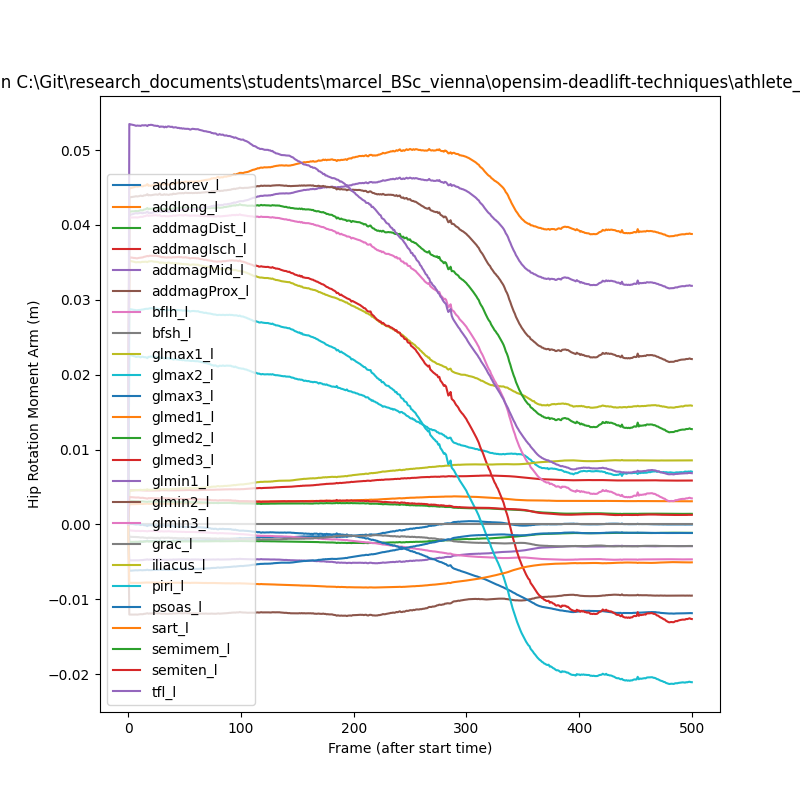 n C:\Git\research_documents\students\marcel_BSc_vienna\opensim-deadlift-techniques\athlete_
Hip Rotation Moment Arm (m)
0.05
0.04
0.03
0.02
0.01
0.00
−0.01
−0.02
addbrev_l
addlong_l
addmagDist_l
addmagIsch_l
addmagMid_l
addmagProx_l
bflh_l
bfsh_l
glmax1_l
glmax2_l
glmax3_l
glmed1_l
glmed2_l
glmed3_l
glmin1_l
glmin2_l
glmin3_l
grac_l
iliacus_l
piri_l
psoas_l
sart_l
semimem_l
semiten_l
tfl_l
0 100 200 300 400 500
Frame (after start time)